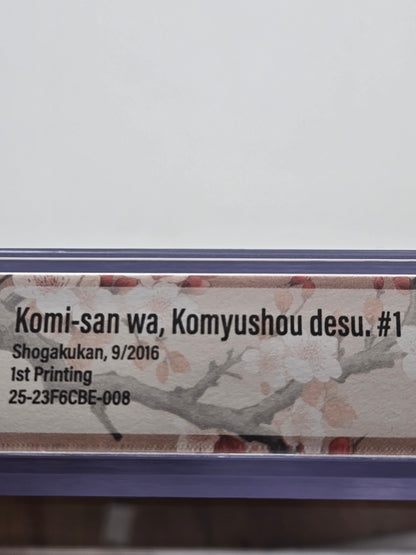 Komi-san wa, Komyushou desu. #1
Shogakukan, 9/2016
1st Printing
25-23F6CBE-008